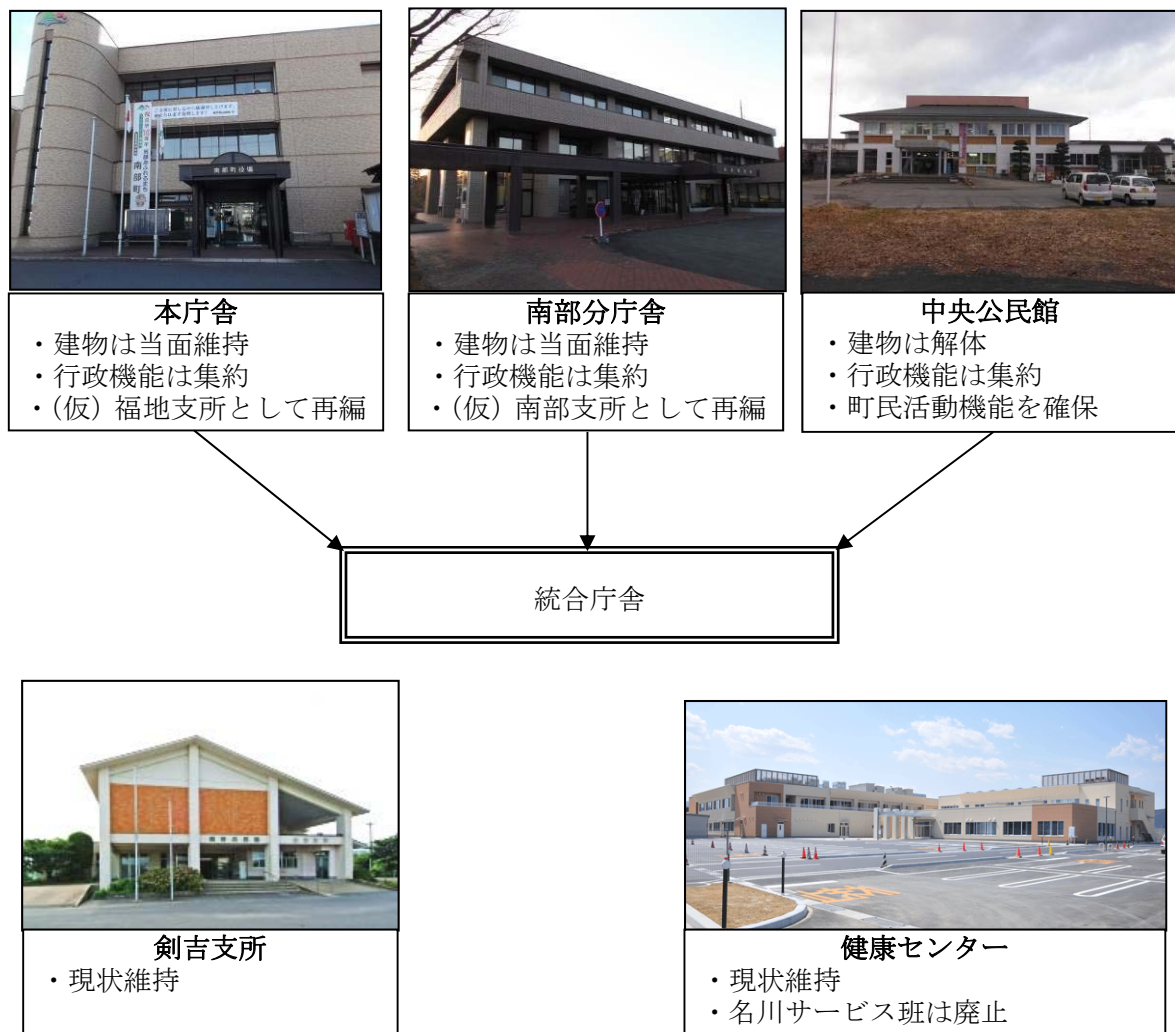 南部町役場
南部町
本庁舎
・建物は当面維持
・行政機能は集約
・(仮)福地支所として再編
南部分庁舎
・建物は当面維持
・行政機能は集約
・(仮)南部支所として再編
中央公民館
・建物は解体
・行政機能は集約
・町民活動機能を確保
統合庁舎
剣吉支所
・現状維持
健康センター
・現状維持
・名川サービス班は廃止